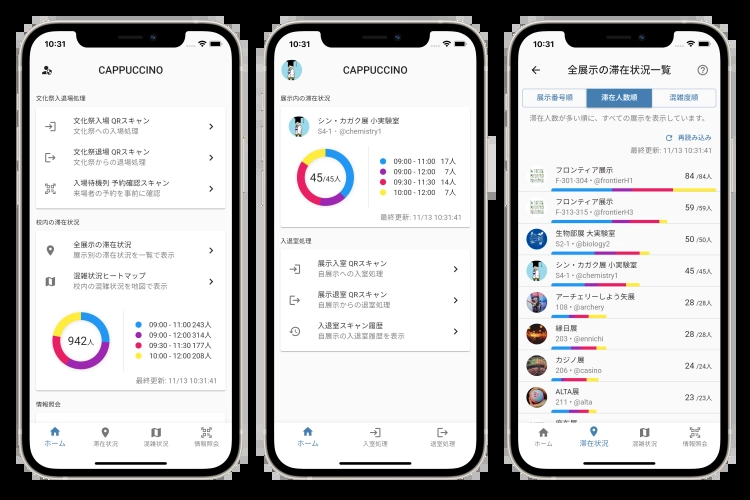 10:31
CAPPUCCINO
文化祭入退場処理
文化祭入場 QRスキャン
文化祭への入場処理
文化祭退場 QRスキャン
文化祭からの退場処理
入場待機列 予約確認スキャン
来場者の予約を事前に確認
校内の滞在状況
全展示の滞在状況
展示別の滞在状況を一覧で表示
混雑状況ヒートマップ
校内の混雑状況を地図で表示
942人
09:00 - 11:00 243人
09:00 - 12:00 314人
09:30 - 11:30 177人
10:00 - 12:00 208人
最終更新: 11/13 10:31:41
情報照会
ホーム
滞在状況
混雑状況
情報照会
10:31
CAPPUCCINO
展示内の滞在状況
シン・カガク展 小実験室
S4-1・@chemistry1
45/45人
09:00 - 11:00 17人
09:00 - 12:00 7人
09:30 - 11:30 14人
10:00 - 12:00 7人
最終更新: 11/13 10:31:41
入退室処理
展示入室 QRスキャン
自展示への入室処理
展示退室 QRスキャン
自展示からの退室処理
入退室スキャン履歴
自展示の入退室履歴を表示
ホーム
入室処理
退室処理
10:31
全展示の滞在状況一覧
展示番号順
滞在人数順
混雑度順
滞在人数が多い順に、すべての展示を表示しています。
再読み込み
最終更新: 11/13 10:31:41
フロンティア展示
F-301-304・@frontierH1
84 /84人
フロンティア展示
F-313-315・@frontierH3
59 /59人
生物部展 大実験室
S2-1・@biology2
50 /50人
シン・カガク展 小実験室
S4-1・@chemistry1
45 /45人
アーチェリーしよう矢展
108・@archery
28 /28人
縁日展
203・@ennichi
28 /28人
カジノ展
206・@casino
24 /24人
ALTA展
211・@alta
23 /23人
ホーム
滞在状況
混雑状況
情報照会